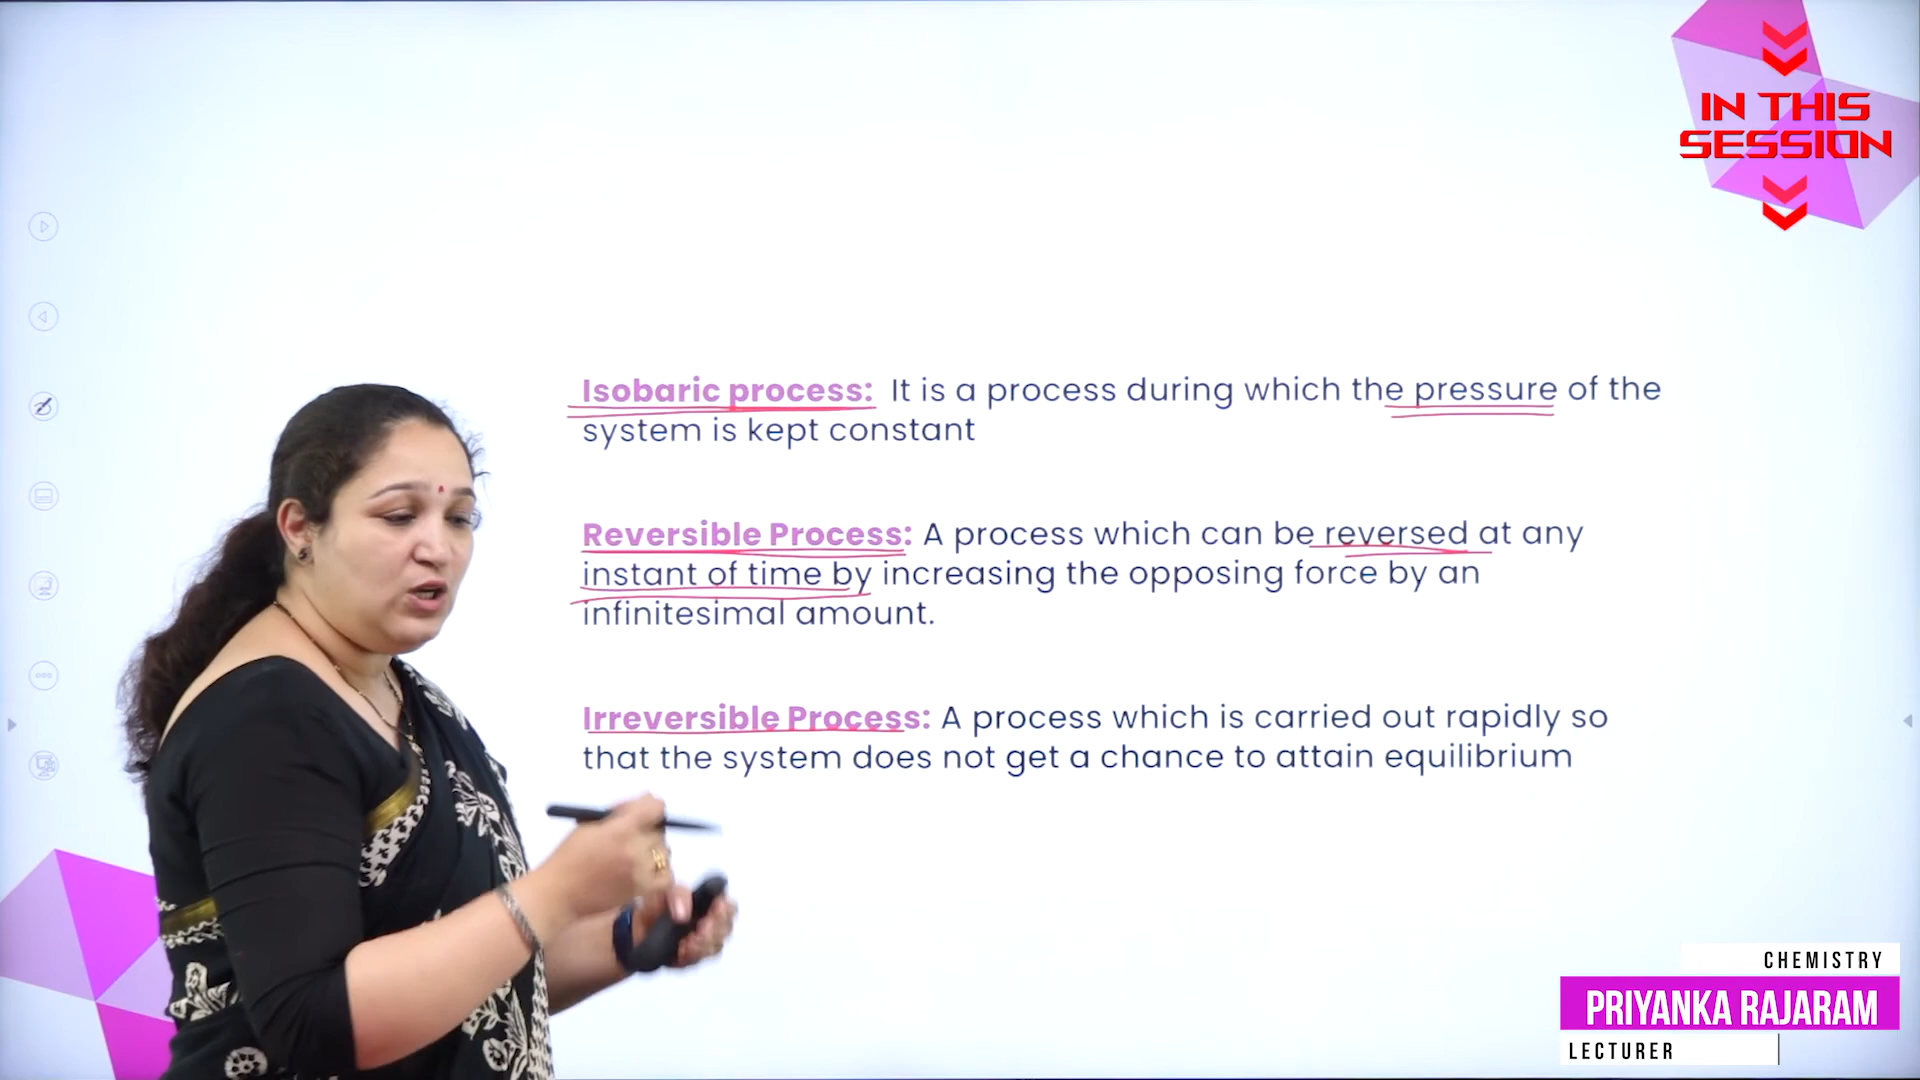 IN THIS
SESSION
Isobaric process: It is a process during which the pressure of the
system is kept constant
Reversible Process: A process which can be reversed at any
instant of time by increasing the opposing force by an
infinitesimal amount.
Irreversible Process: A process which is carried out rapidly so
that the system does not get a chance to attain equilibrium
CHEMISTRY
PRIYANKA RAJARAM
LECTURER